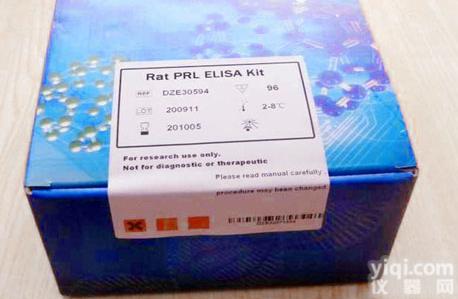 Rat PRL ELISA Kit
REF DZE30594 96
LOT 200911 2-8℃
201005
For research use only.
Not for diagnostic or therapeutic
Please read manual carefully .
procedure may been changed
yiqi.com
仪器网